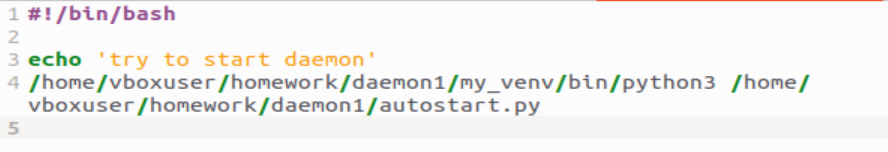 1 #!/bin/bash
2
3 echo 'try to start daemon'
4 /home/vboxuser/homework/daemon1/my_venv/bin/python3 /home/
vboxuser/homework/daemon1/autostart.py
5